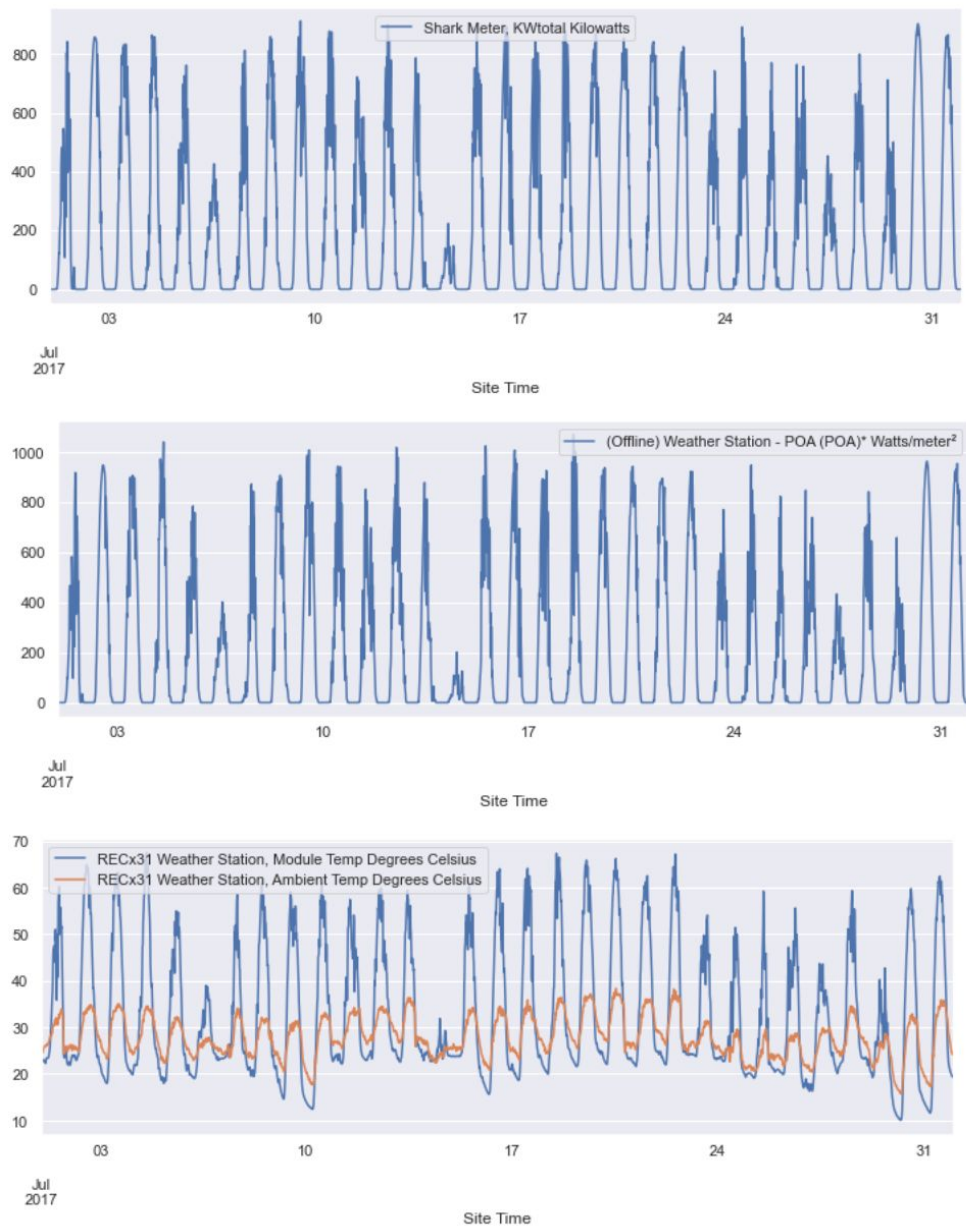 Shark Meter, KWtotal Kilowatts
800
600
400
200
0
03 10 17 24 31
Jul
2017
Site Time
(Offline) Weather Station - POA (POA)* Watts/meter²
1000
800
600
400
200
0
03 10 17 24 31
Jul
2017
Site Time
70
RECx31 Weather Station, Module Temp Degrees Celsius
RECx31 Weather Station, Ambient Temp Degrees Celsius
60
50
40
30
20
10
03 10 17 24 31
Jul
2017
Site Time